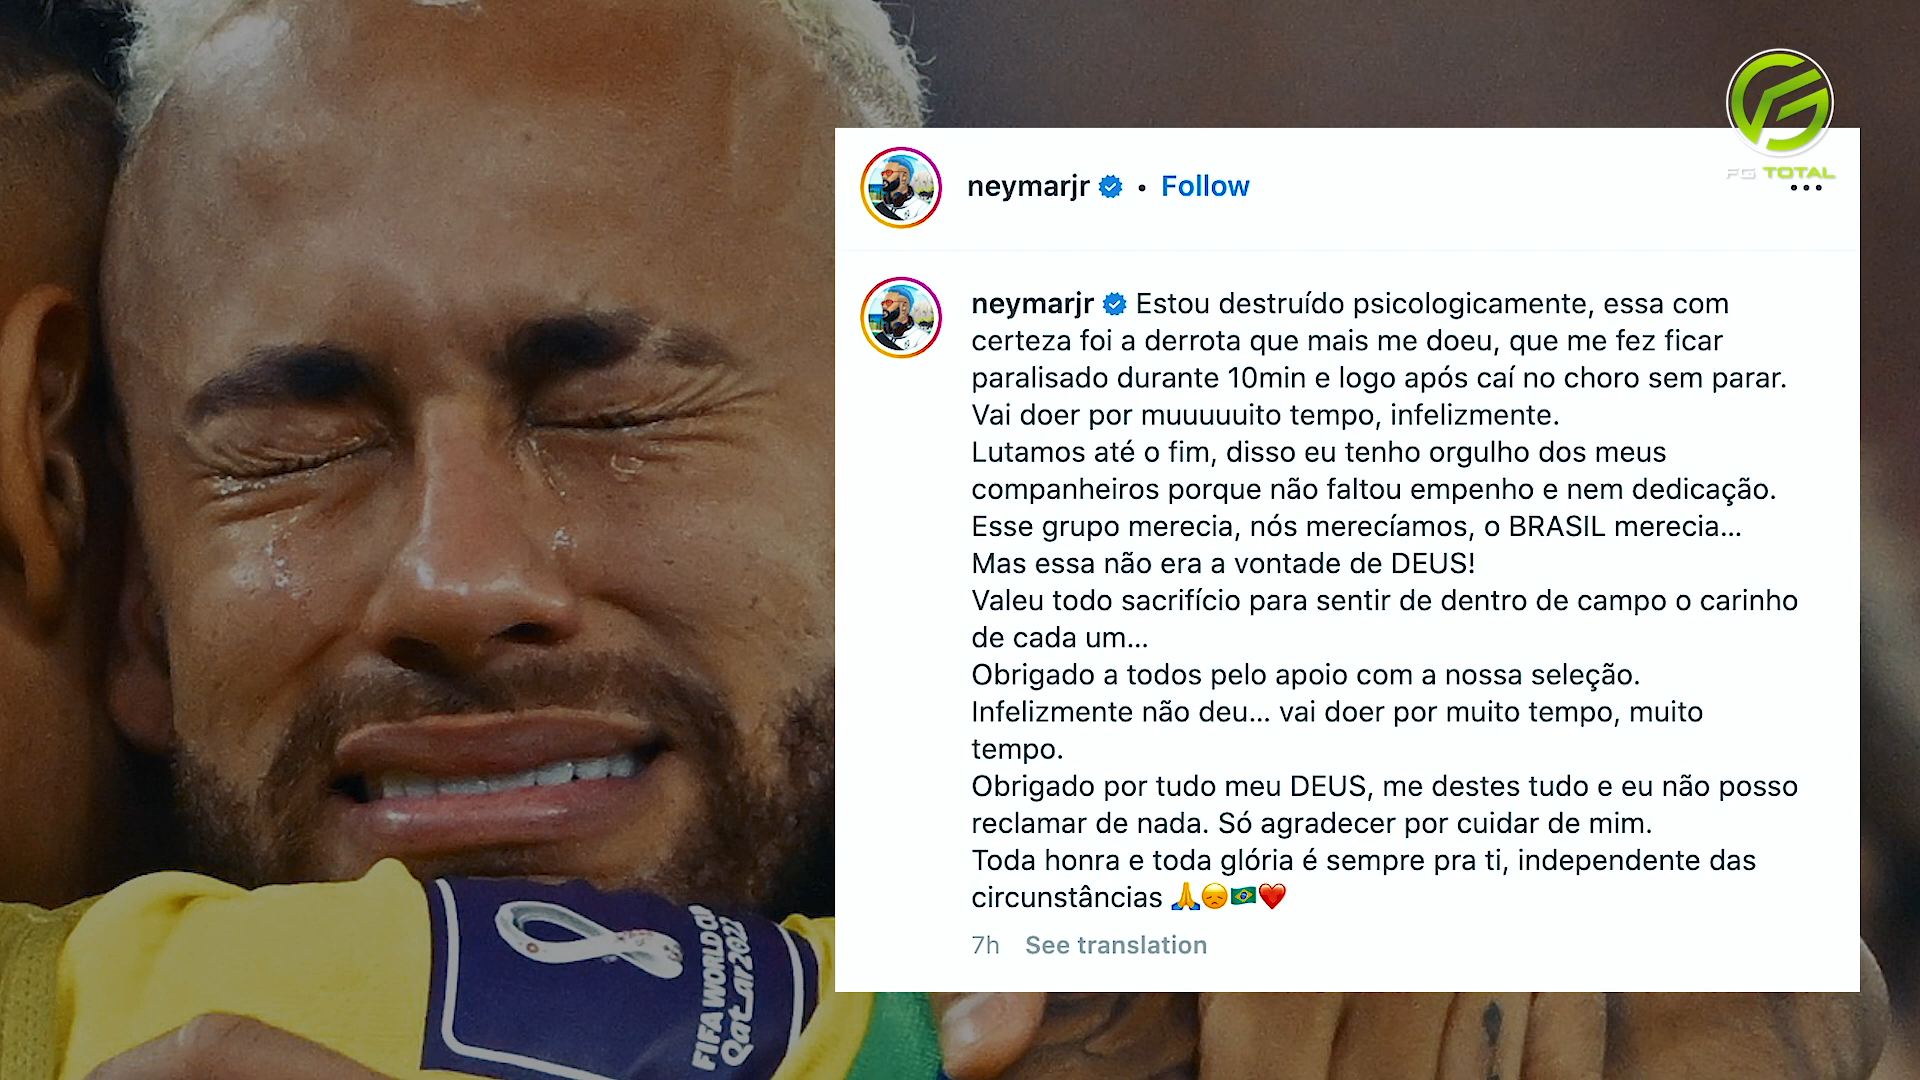 FG TOTAL
neymarjr • Follow
neymarjr Estou destruído psicologicamente, essa com
certeza foi a derrota que mais me doeu, que me fez ficar
paralisado durante 10min e logo após caí no choro sem parar.
Vai doer por muuuuuito tempo, infelizmente.
Lutamos até o fim, disso eu tenho orgulho dos meus
companheiros porque não faltou empenho e nem dedicação.
Esse grupo merecia, nós merecíamos, o BRASIL merecia...
Mas essa não era a vontade de DEUS!
Valeu todo sacrifício para sentir de dentro de campo o carinho
de cada um...
Obrigado a todos pelo apoio com a nossa seleção.
Infelizmente não deu... vai doer por muito tempo, muito
tempo.
Obrigado por tudo meu DEUS, me destes tudo e eu não posso
reclamar de nada. Só agradecer por cuidar de mim.
Toda honra e toda glória é sempre pra ti, independente das
circunstâncias 🙏😞🇧🇷❤️
7h See translation
FIFA WORLD CUP
Qatar2022